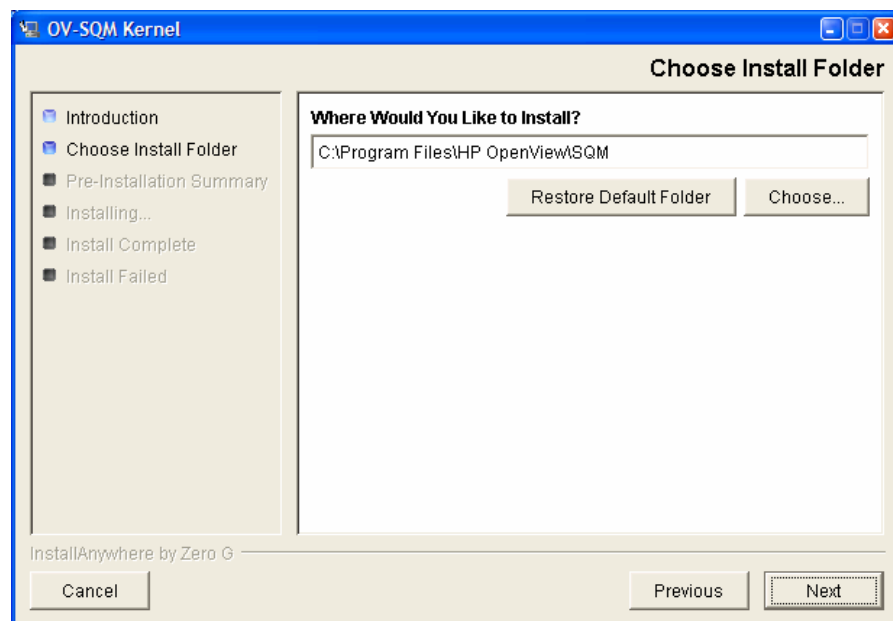 OV-SQM Kernel
Choose Install Folder
Introduction
Choose Install Folder
Pre-Installation Summary
Installing...
Install Complete
Install Failed
Where Would You Like to Install?
C:\Program Files\HP OpenView\SQM
Restore Default Folder
Choose...
InstallAnywhere by Zero G
Cancel
Previous
Next